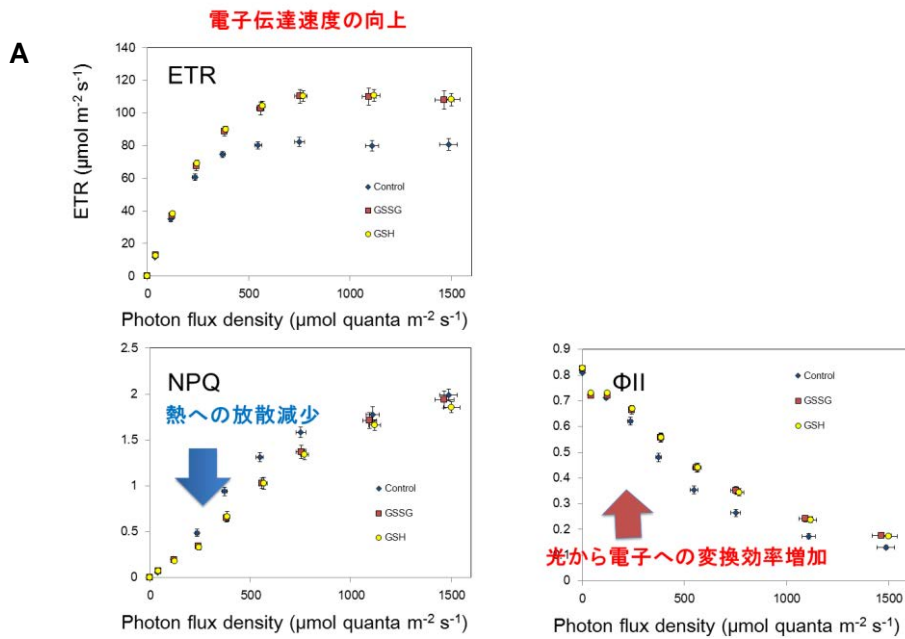 電子伝達速度の向上
A
ETR
ETR (µmol m⁻² s⁻¹)
140
120
100
80
60
40
20
0
Control
GSSG
GSH
0 500 1000 1500
Photon flux density (µmol quanta m⁻² s⁻¹)
NPQ
熱への放散減少
2.5
2
1.5
1
0.5
0
Control
GSSG
GSH
0 500 1000 1500
Photon flux density (µmol quanta m⁻² s⁻¹)
ΦII
0.9
0.8
0.7
0.6
0.5
0.4
0.3
0.2
0.1
0
Control
GSSG
GSH
光から電子への変換効率増加
0 500 1000 1500
Photon flux density (µmol quanta m⁻² s⁻¹)